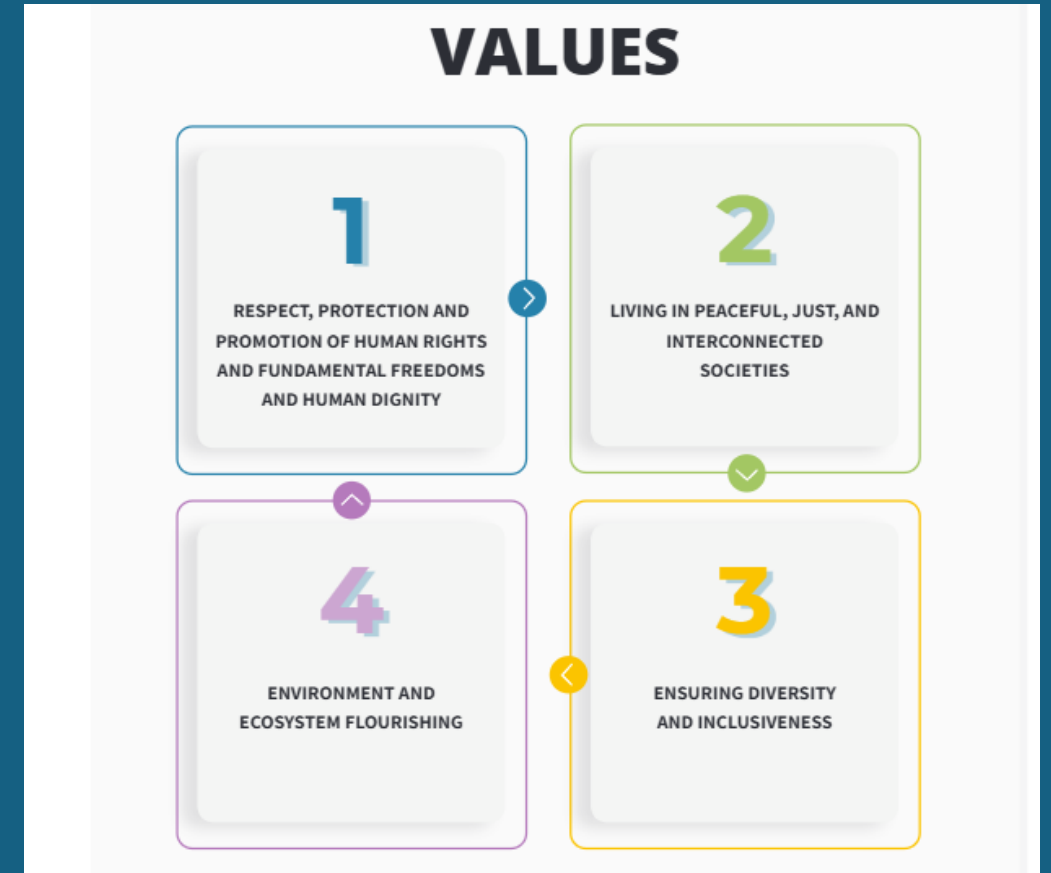 VALUES
1
RESPECT, PROTECTION AND
PROMOTION OF HUMAN RIGHTS
AND FUNDAMENTAL FREEDOMS
AND HUMAN DIGNITY
2
LIVING IN PEACEFUL, JUST, AND
INTERCONNECTED
SOCIETIES
3
ENSURING DIVERSITY
AND INCLUSIVENESS
4
ENVIRONMENT AND
ECOSYSTEM FLOURISHING